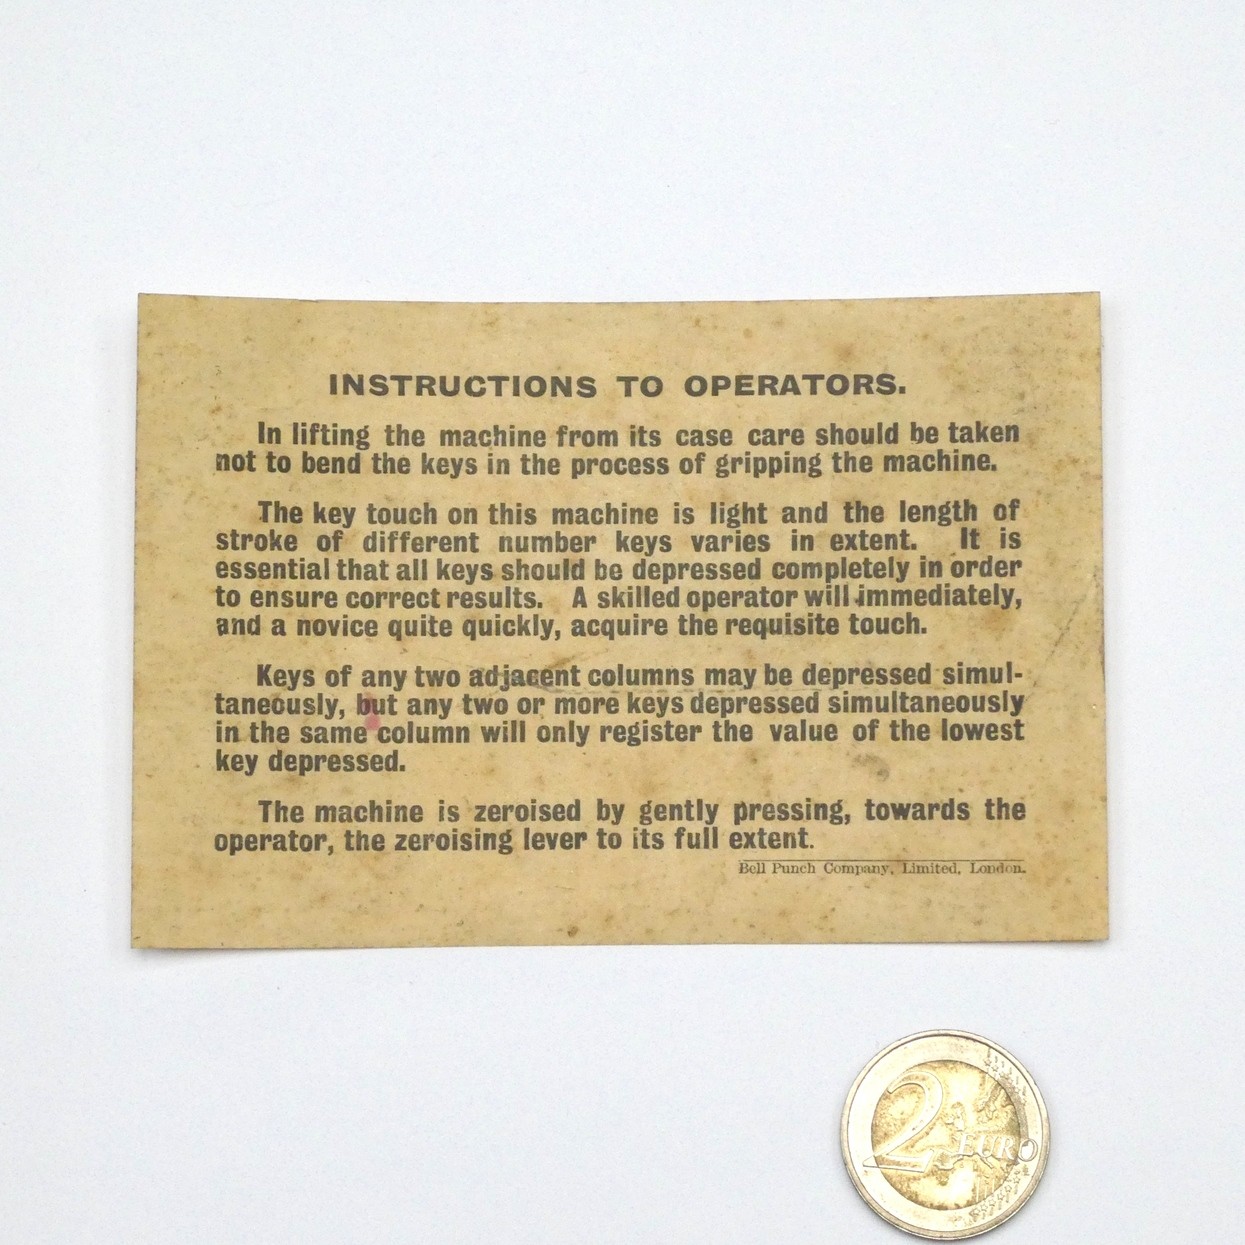 INSTRUCTIONS TO OPERATORS.
In lifting the machine from its case care should be taken
not to bend the keys in the process of gripping the machine.
The key touch on this machine is light and the length of
stroke of different number keys varies in extent. It is
essential that all keys should be depressed completely in order
to ensure correct results. A skilled operator will immediately,
and a novice quite quickly, acquire the requisite touch.
Keys of any two adjacent columns may be depressed simul-
taneously, but any two or more keys depressed simultaneously
in the same column will only register the value of the lowest
key depressed.
The machine is zeroised by gently pressing, towards the
operator, the zeroising lever to its full extent.
Bell Punch Company, Limited, London.
2 EURO